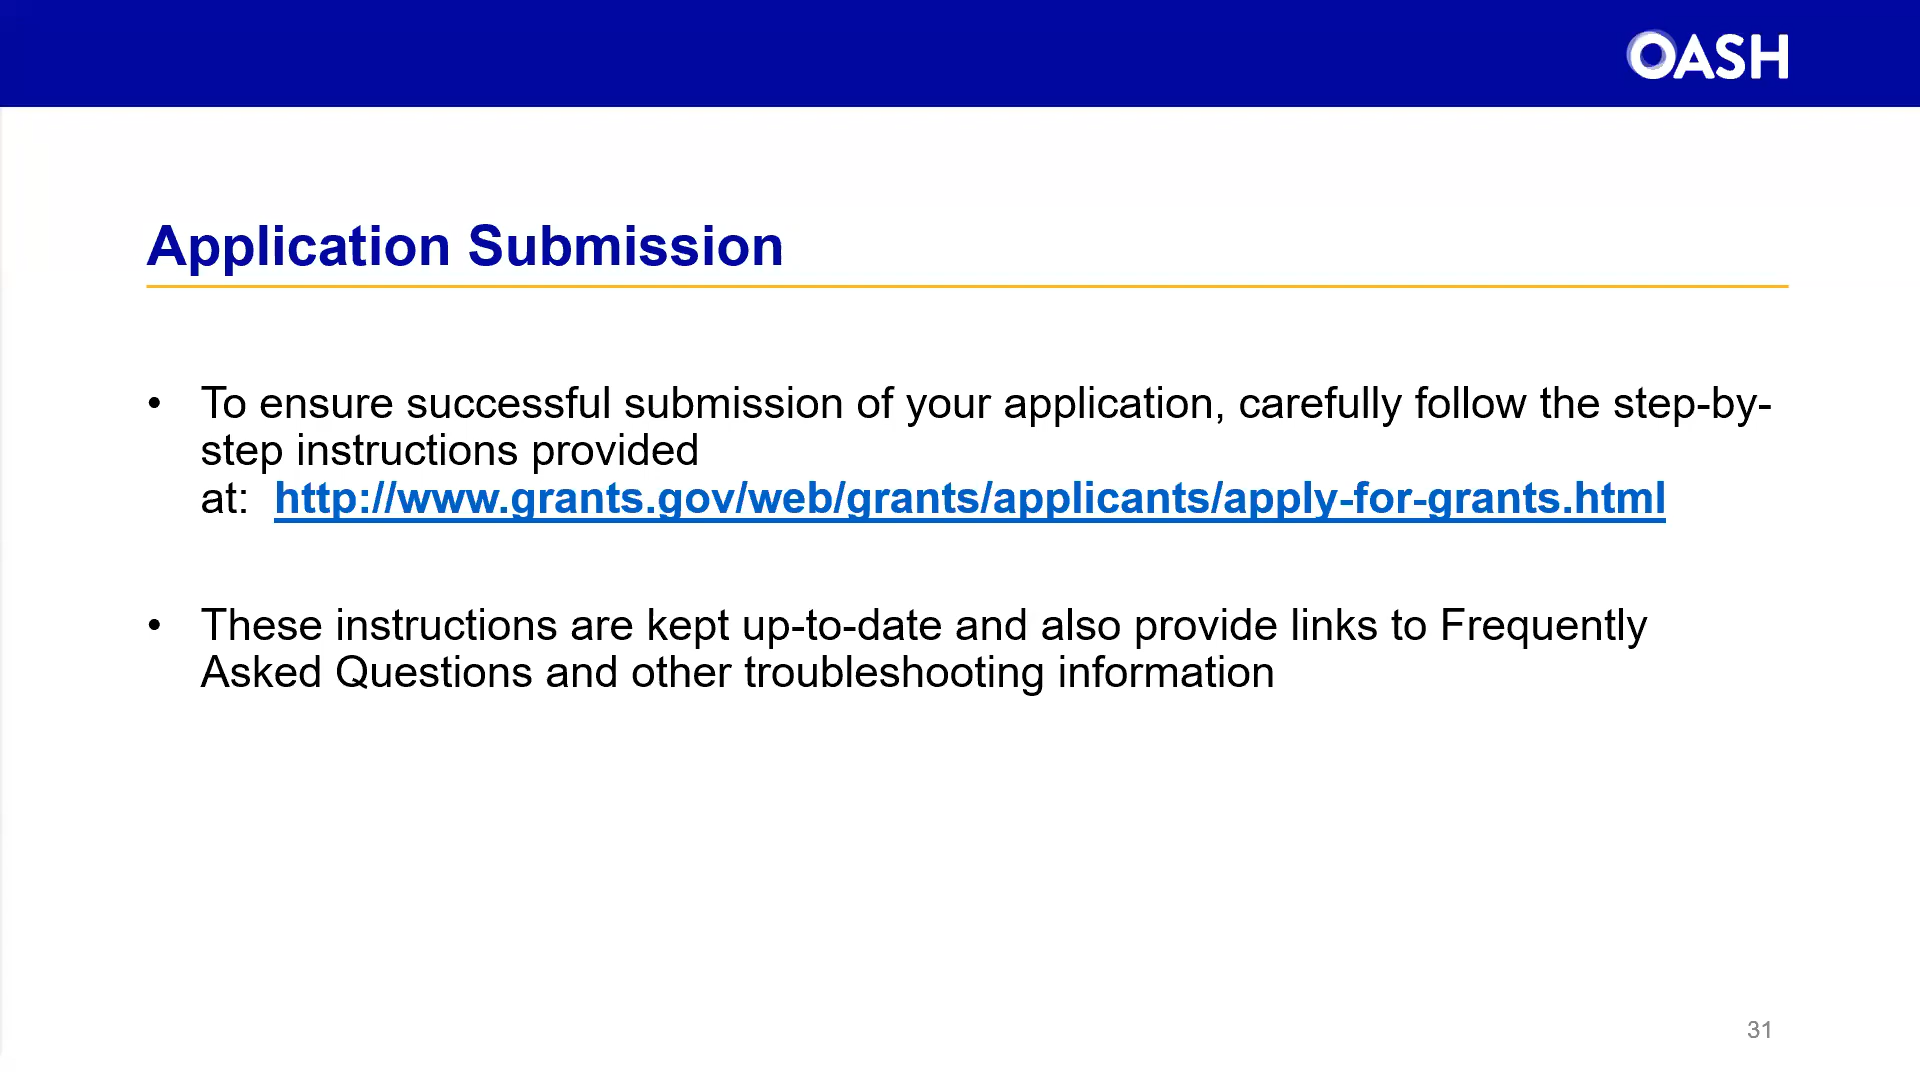 OASH
Application Submission
• To ensure successful submission of your application, carefully follow the step-by-
step instructions provided
at: http://www.grants.gov/web/grants/applicants/apply-for-grants.html
• These instructions are kept up-to-date and also provide links to Frequently
Asked Questions and other troubleshooting information
31